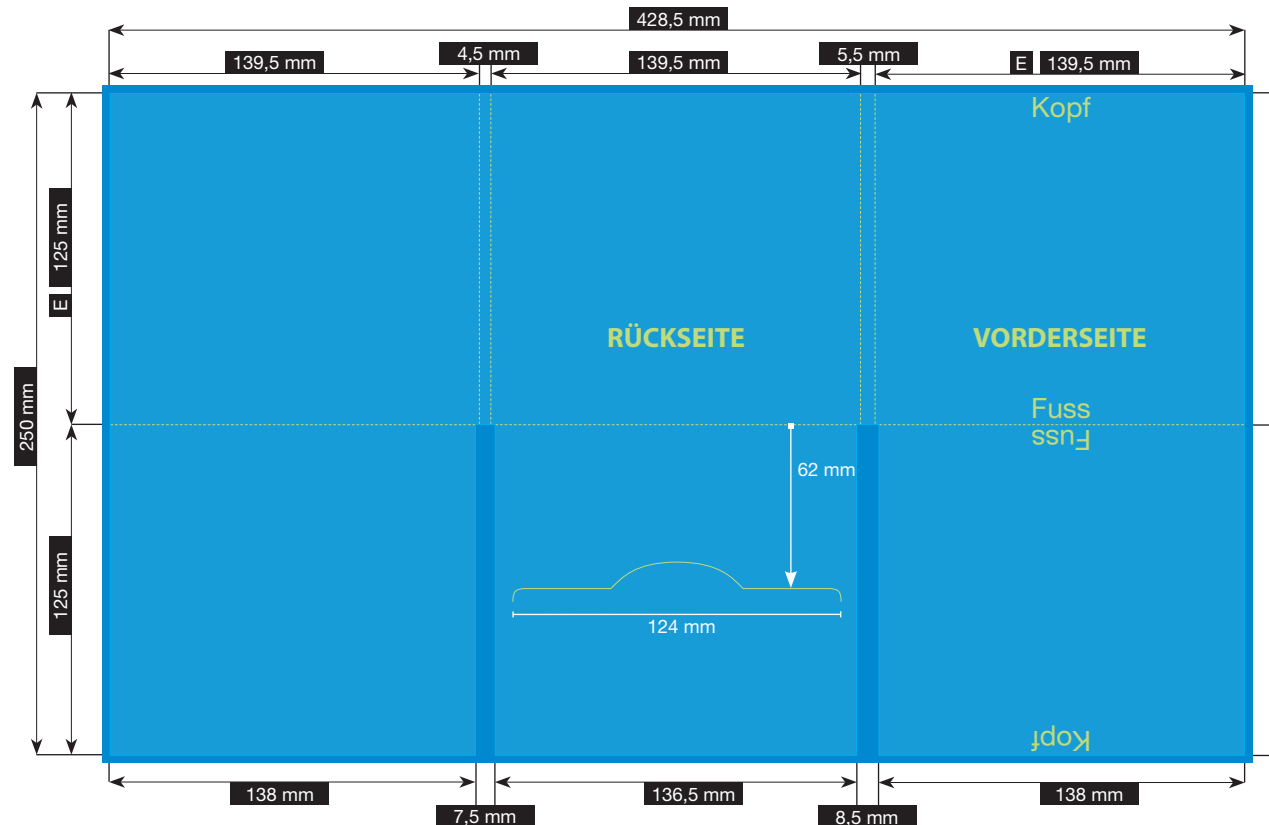 428,5 mm
4,5 mm
5,5 mm
139,5 mm
139,5 mm
E 139,5 mm
Kopf
125 mm
E
RÜCKSEITE
VORDERSEITE
250 mm
Fuss
Fuss
62 mm
125 mm
124 mm
Kopf
138 mm
136,5 mm
138 mm
7,5 mm
8,5 mm